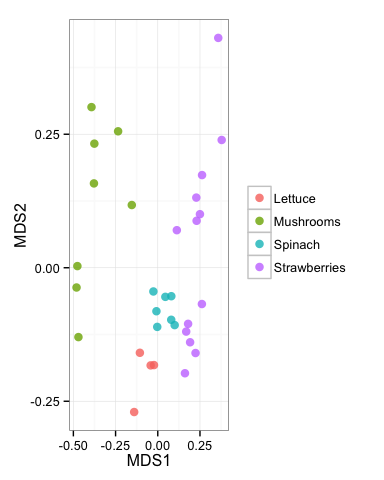 MDS2
0.25
0.00
-0.25
-0.50
-0.25
0.00
0.25
MDS1
Lettuce
Mushrooms
Spinach
Strawberries